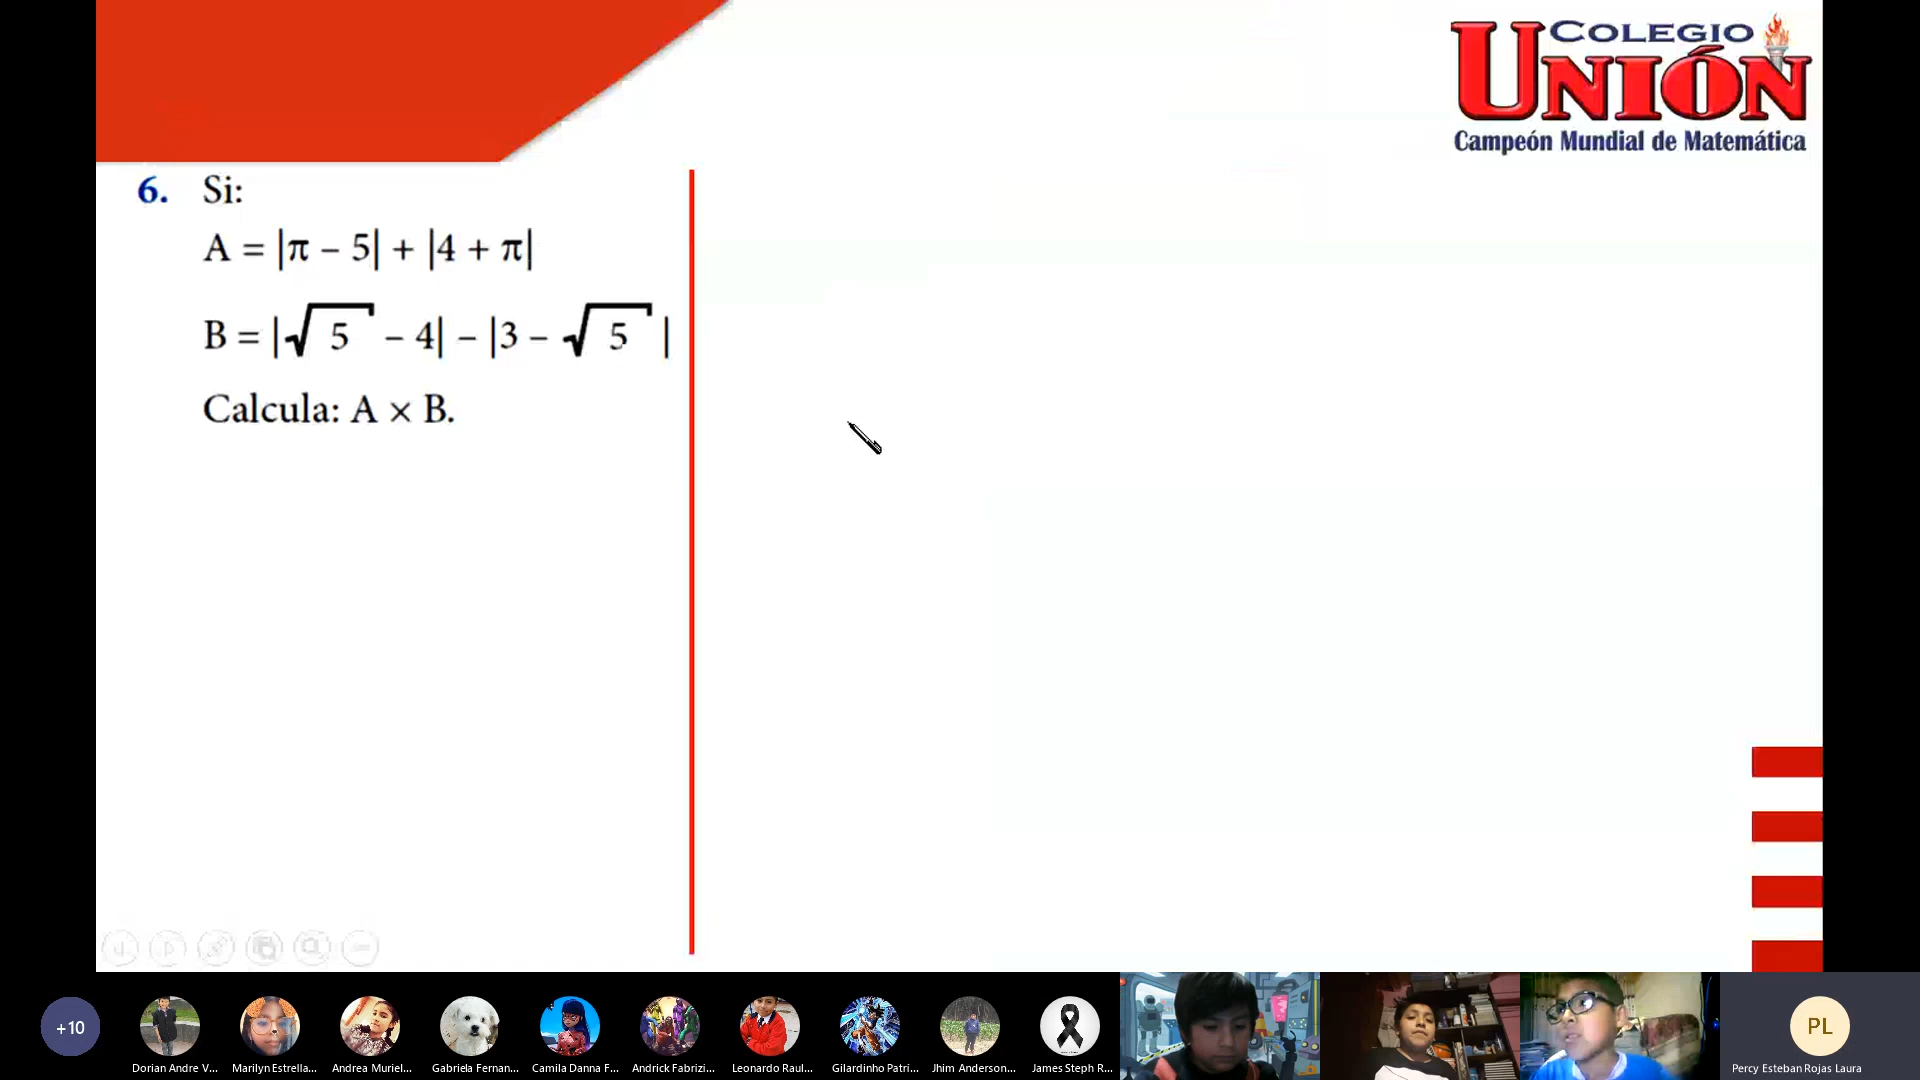 COLEGIO
UNIÓN
Campeón Mundial de Matemática
6. Si:
A = |π – 5| + |4 + π|
B = |√5 – 4| – |3 – √5|
Calcula: A × B.
+10
Dorian Andre V...
Marilyn Estrella...
Andrea Muriel...
Gabriela Fernan...
Camila Danna F...
Andrick Fabrizi...
Leonardo Raul...
Gilardinho Patri...
Jhim Anderson...
James Steph R...
PL
Percy Esteban Rojas Laura